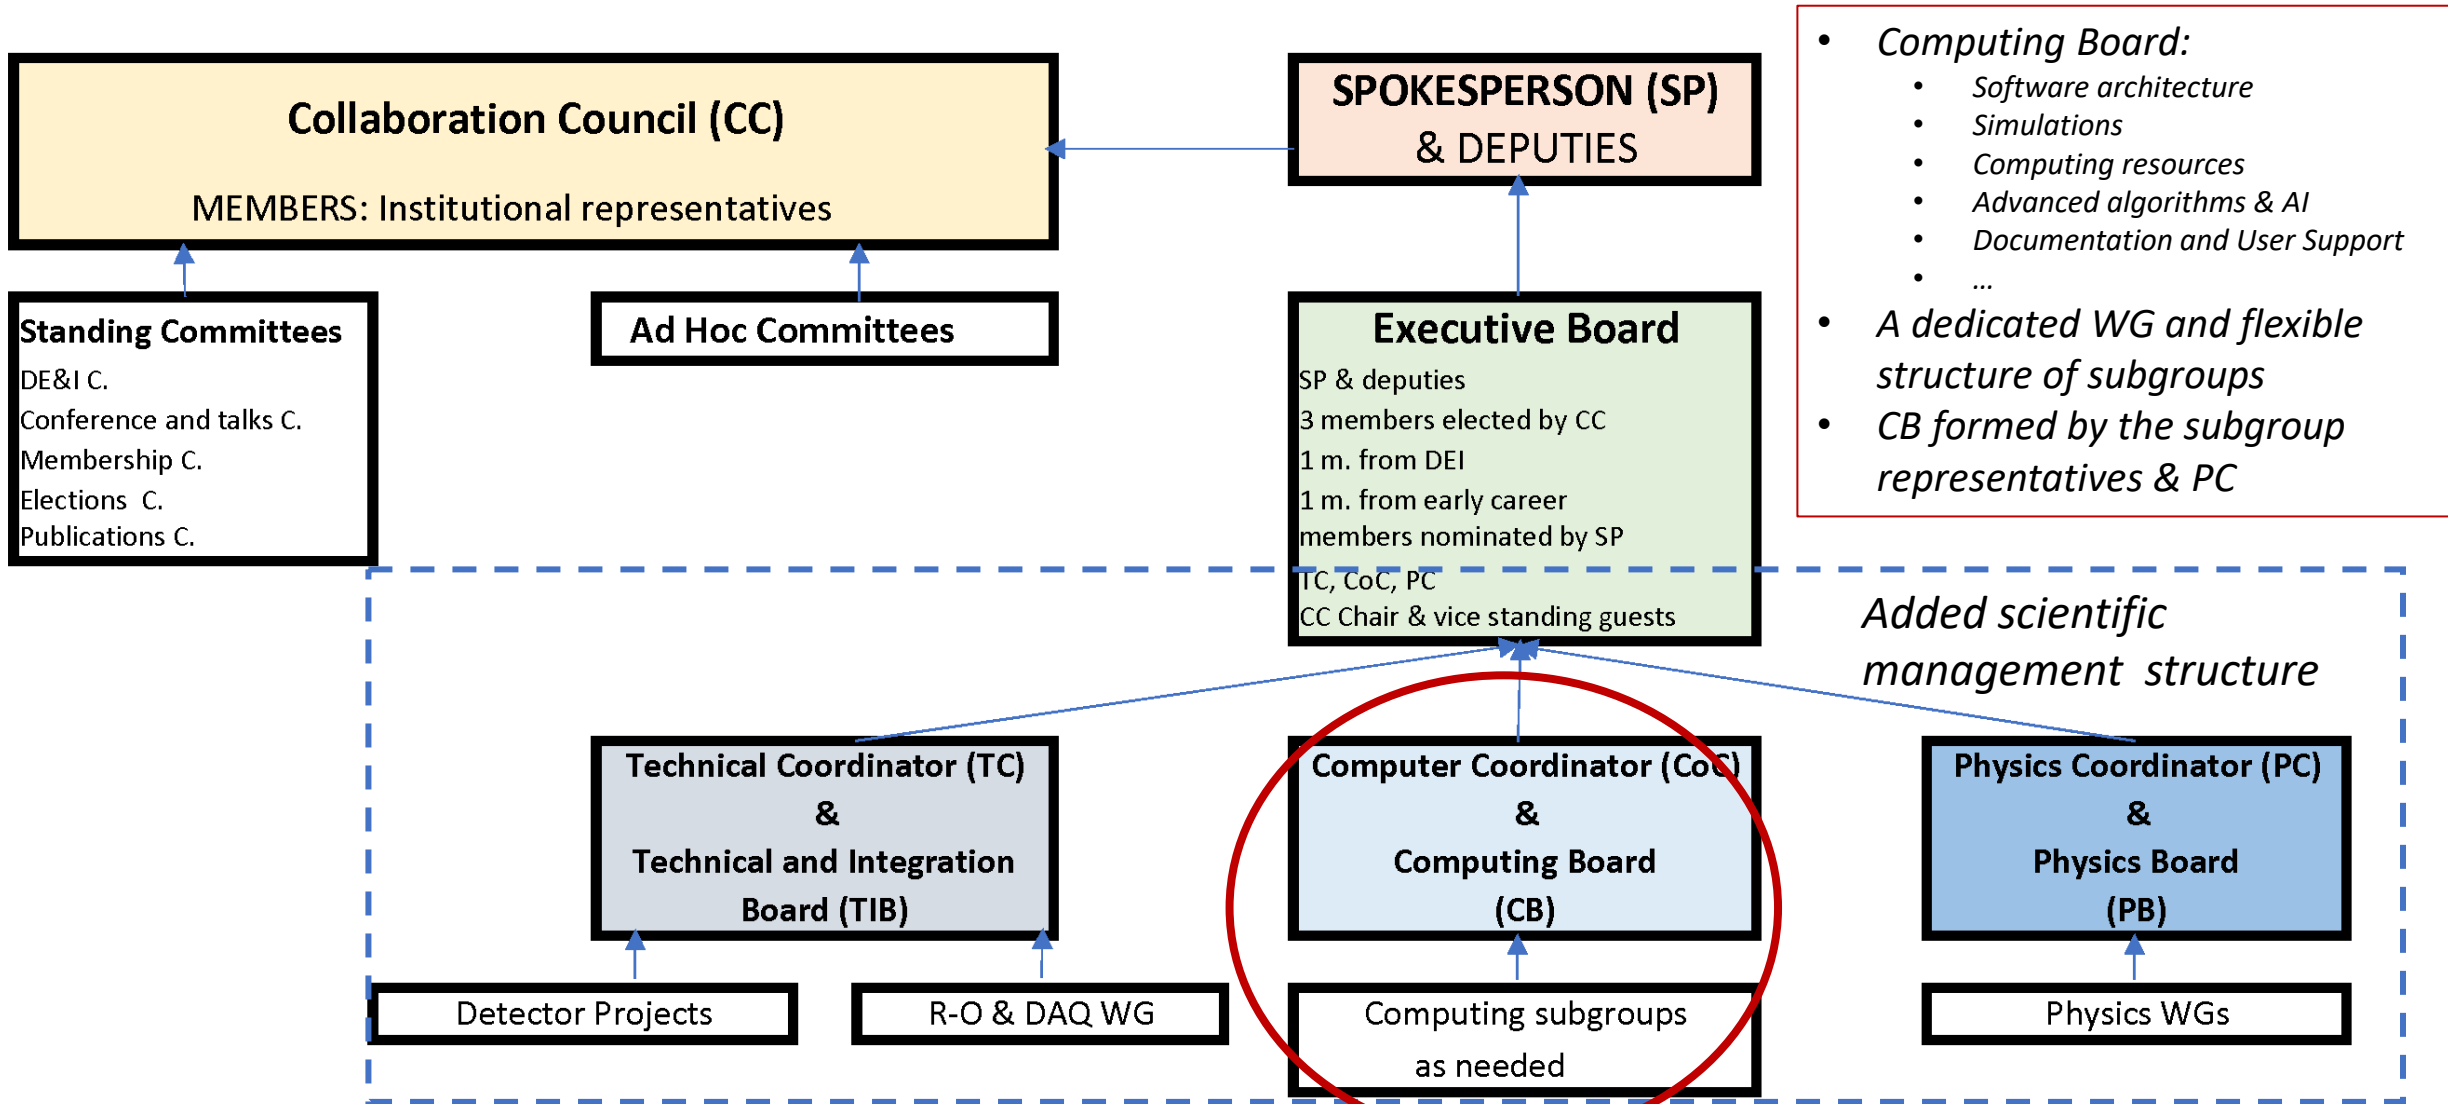 Collaboration Council (CC)
MEMBERS: Institutional representatives
SPOKESPERSON (SP)
& DEPUTIES
• Computing Board:
• Software architecture
• Simulations
• Computing resources
• Advanced algorithms & AI
• Documentation and User Support
• ...
• A dedicated WG and flexible
structure of subgroups
• CB formed by the subgroup
representatives & PC
Standing Committees
DE&I C.
Conference and talks C.
Membership C.
Elections C.
Publications C.
Ad Hoc Committees
Executive Board
SP & deputies
3 members elected by CC
1 m. from DEI
1 m. from early career
members nominated by SP
TC, CoC, PC
CC Chair & vice standing guests
Added scientific
management structure
Technical Coordinator (TC)
&
Technical and Integration
Board (TIB)
Computer Coordinator (CoC)
&
Computing Board
(CB)
Physics Coordinator (PC)
&
Physics Board
(PB)
Detector Projects
R-O & DAQ WG
Computing subgroups
as needed
Physics WGs